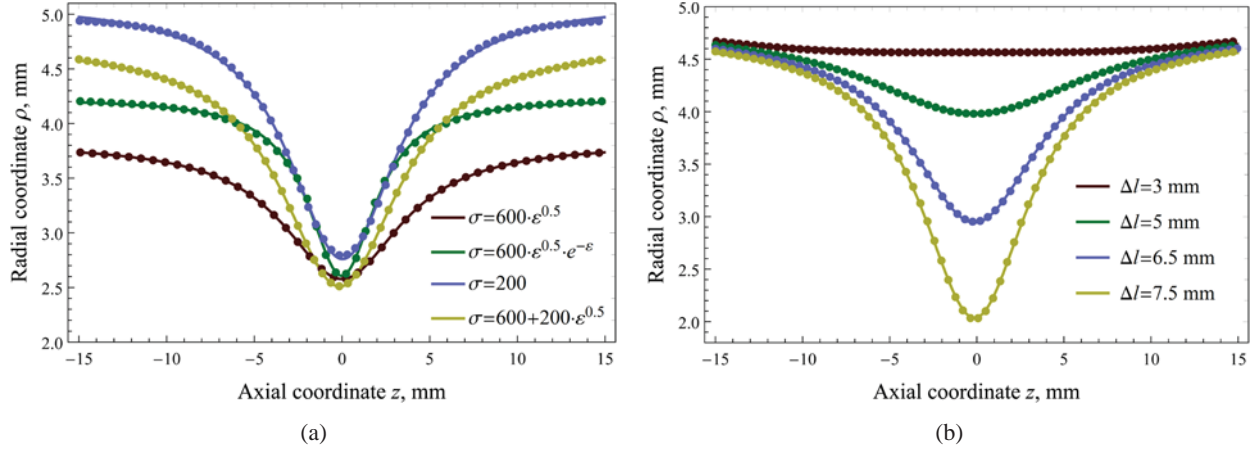 5.0
4.5
4.0
3.5
3.0
2.5
2.0
Radial coordinate ρ, mm
−15
−10
−5
0
5
10
15
Axial coordinate z, mm
σ=600·ε^0.5
σ=600·ε^0.5·e^−ε
σ=200
σ=600+200·ε^0.5
(a)
5.0
4.5
4.0
3.5
3.0
2.5
2.0
Radial coordinate ρ, mm
−15
−10
−5
0
5
10
15
Axial coordinate z, mm
Δl=3 mm
Δl=5 mm
Δl=6.5 mm
Δl=7.5 mm
(b)